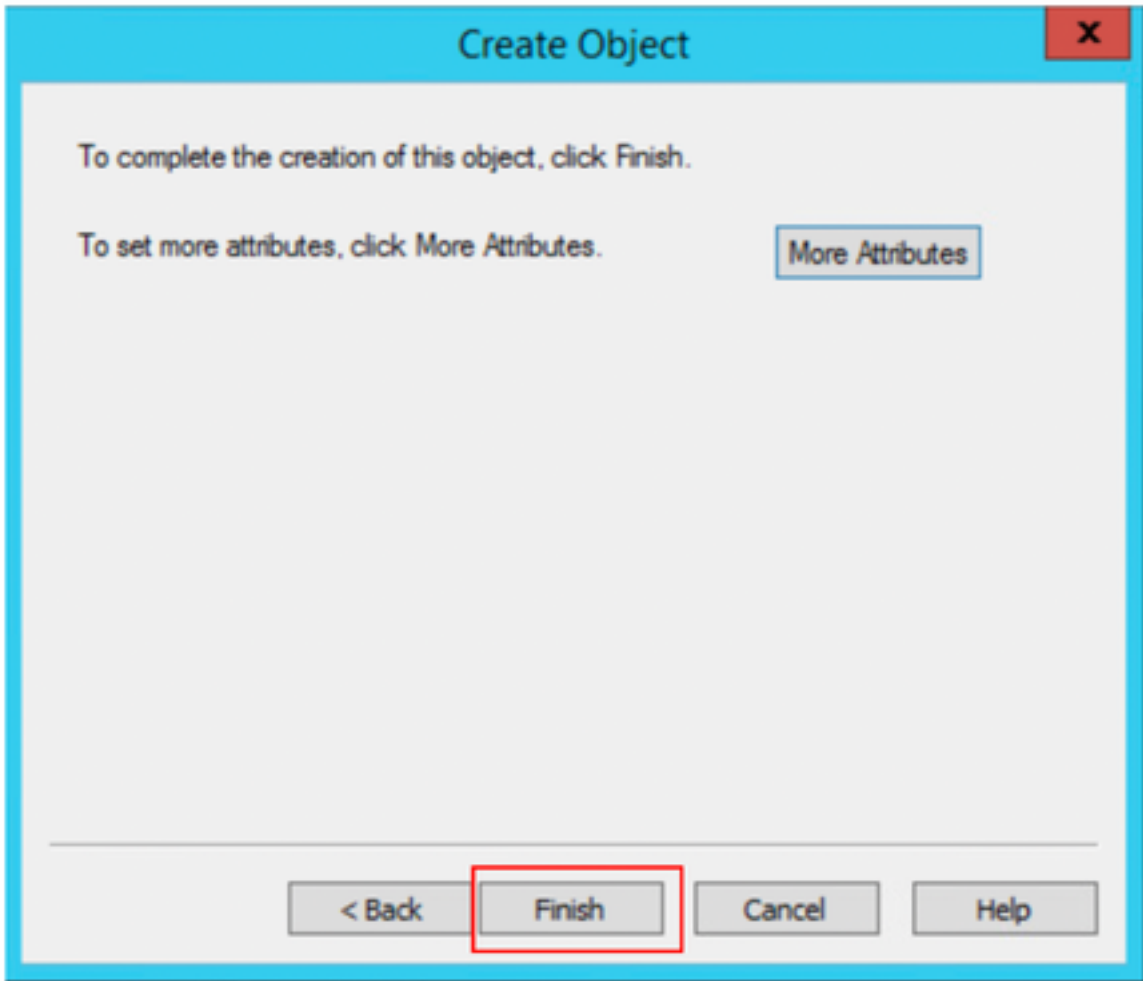 Create Object
x
To complete the creation of this object, click Finish.
To set more attributes, click More Attributes.
More Attributes
< Back
Finish
Cancel
Help